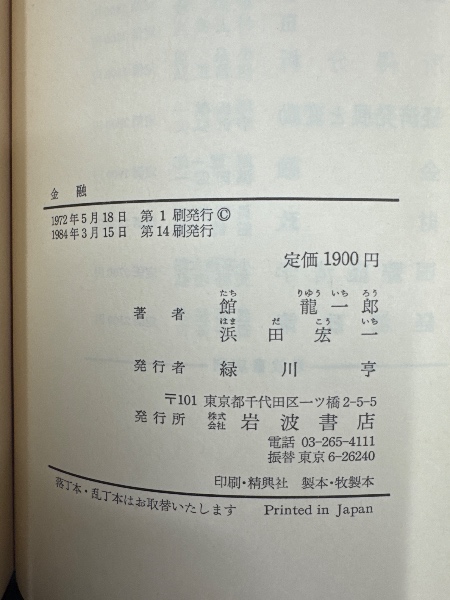 金融
1972年5月18日 第1刷発行©
1984年3月15日 第14刷発行
定価 1900円
たち りゆう いち ろう
著者 館龍一郎
はま だ こう いち
浜田宏一
発行者 緑川亨
〒101 東京都千代田区一ツ橋2-5-5
発行所 株式会社 岩波書店
電話 03-265-4111
振替 東京 6-26240
印刷・精興社 製本・牧製本
落丁本・乱丁本はお取替いたします Printed in Japan